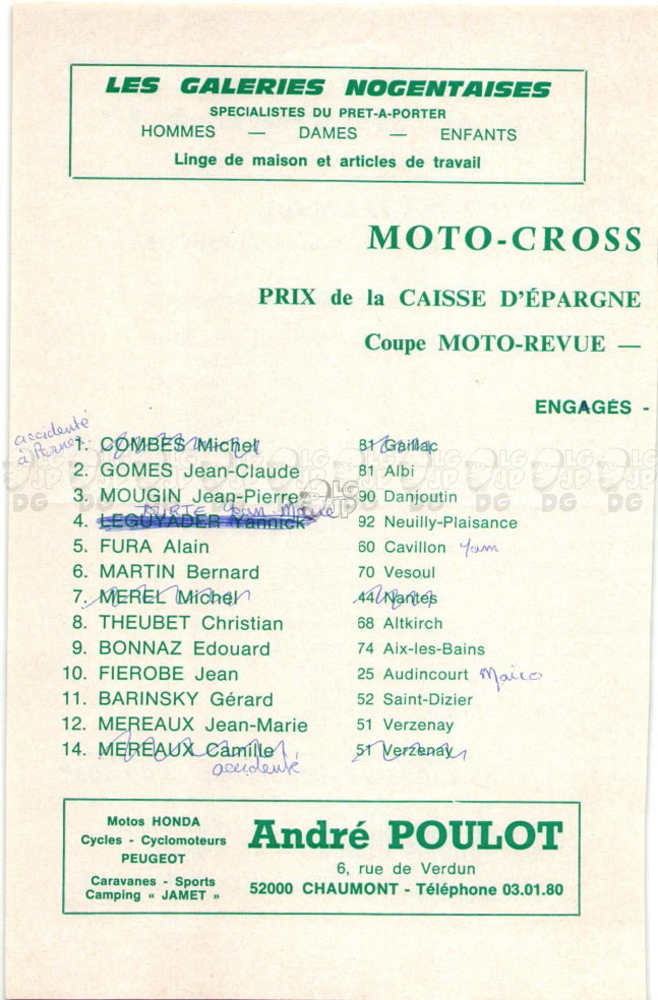 LES GALERIES NOGENTAISES
SPECIALISTES DU PRET-A-PORTER
HOMMES — DAMES — ENFANTS
Linge de maison et articles de travail
MOTO-CROSS
PRIX de la CAISSE D'ÉPARGNE
Coupe MOTO-REVUE —
ENGAGÉS -
accidenté
à
1. COMBES Michel 81 Gaillac
2. GOMES Jean-Claude 81 Albi
3. MOUGIN Jean-Pierre 90 Danjoutin
Jean-Marie
4. LEGUYADER Yannick 92 Neuilly-Plaisance
5. FURA Alain 60 Cavillon Yam
6. MARTIN Bernard 70 Vesoul
7. MEREL Michel 44 Nantes
8. THEUBET Christian 68 Altkirch
9. BONNAZ Edouard 74 Aix-les-Bains
10. FIEROBE Jean 25 Audincourt Maico
11. BARINSKY Gérard 52 Saint-Dizier
12. MEREAUX Jean-Marie 51 Verzenay
14. MEREAUX Camille 51 Verzenay
accidenté
Motos HONDA
Cycles - Cyclomoteurs
PEUGEOT
Caravanes - Sports
Camping « JAMET »
André POULOT
6, rue de Verdun
52000 CHAUMONT - Téléphone 03.01.80
LG JP
DG